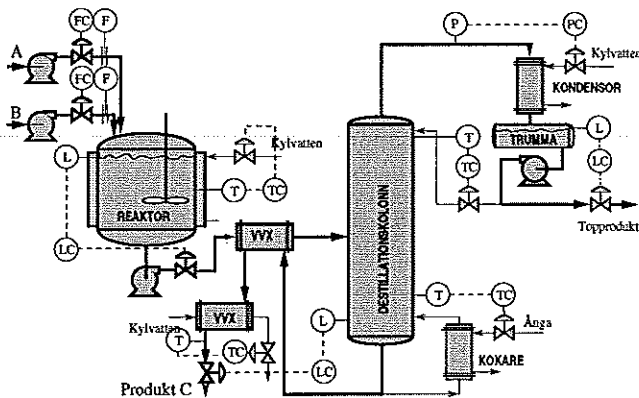 FC F
P PC
A
Kylvatten
FC F
KONDENSOR
B
TRUMMA L
L Kylvatten T
T TC TC LC
REAKTOR
DESTILLATIONSKOLONN
Topprodukt
LC VVX
T TC
VVX
Kylvatten
L Ånga
T TC
LC KOKARE
Produkt C